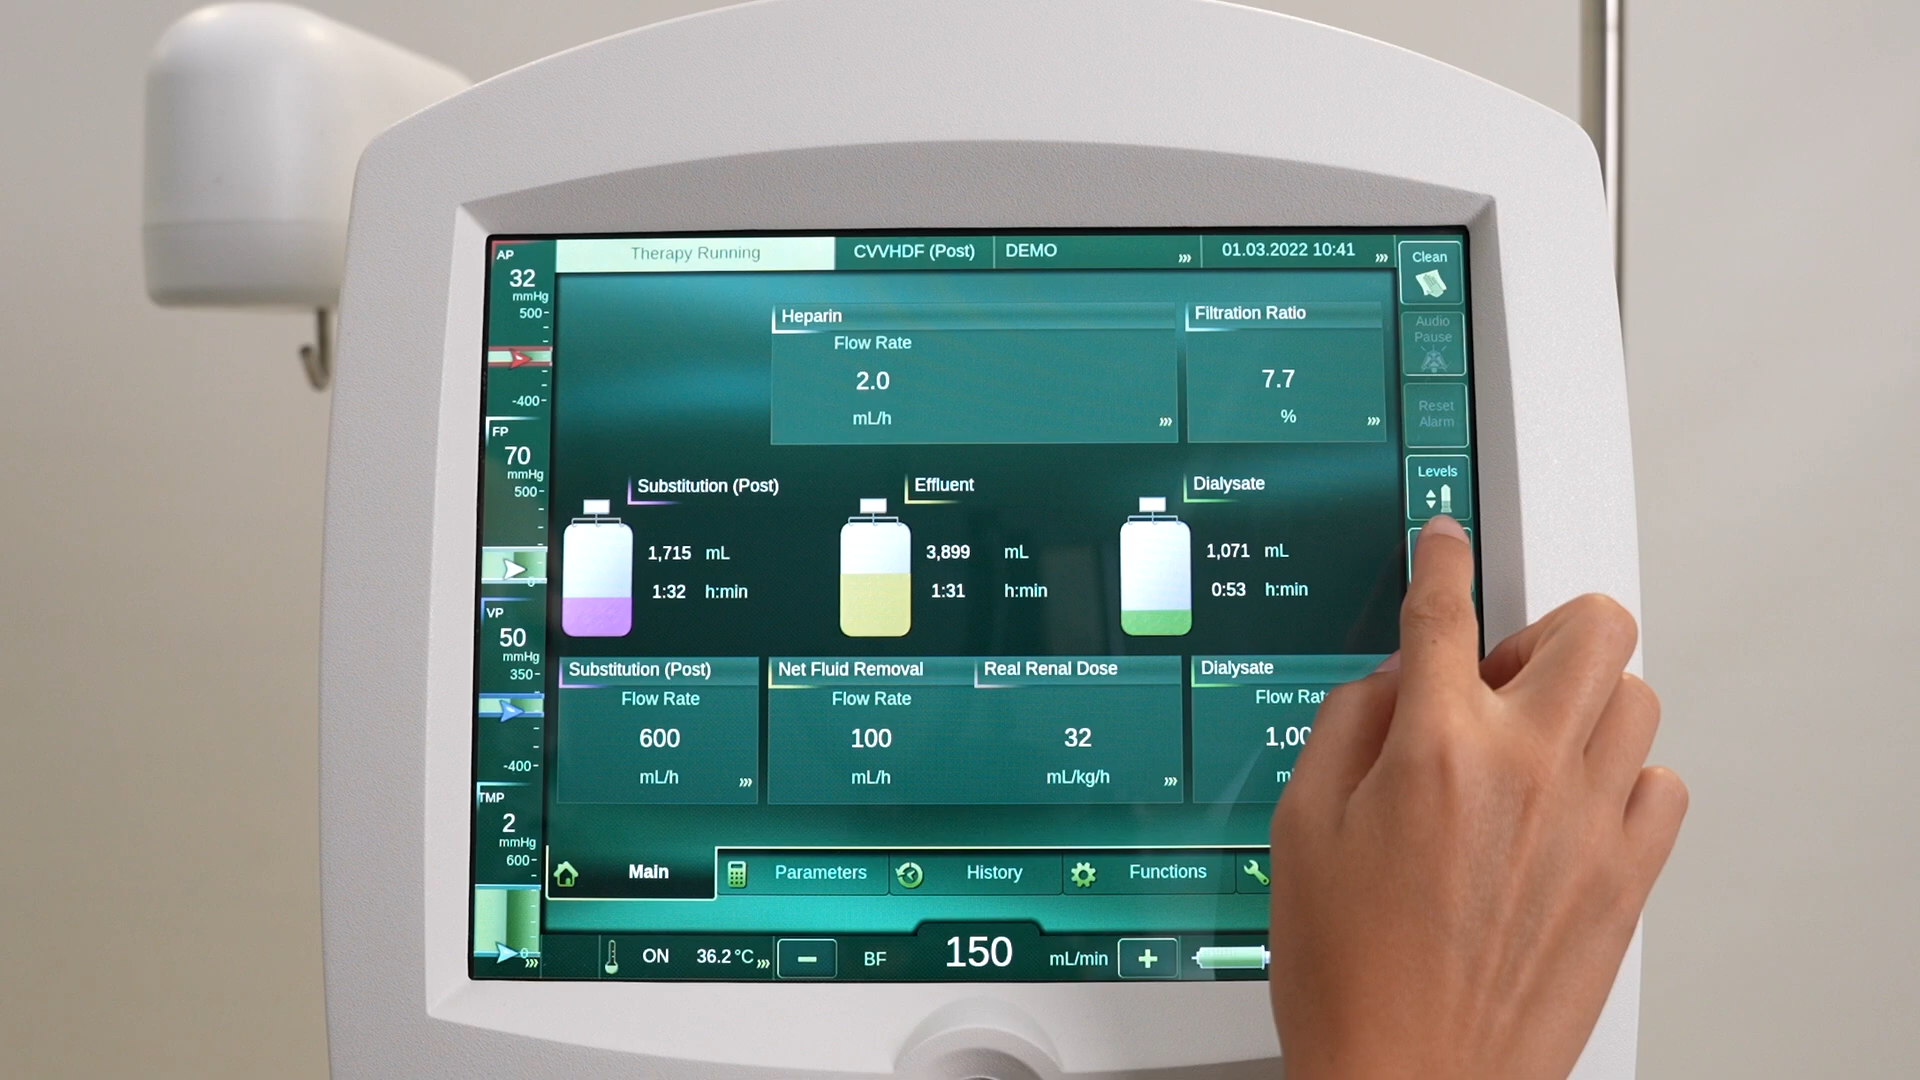 Therapy Running
CVVHDF (Post)
DEMO
01.03.2022 10:41
Clean
Audio
Pause
Reset
Alarm
Levels
AP
32
mmHg
500
-400
FP
70
mmHg
500
0
VP
50
mmHg
350
-400
TMP
2
mmHg
600
0
Heparin
Flow Rate
2.0
mL/h
Filtration Ratio
7.7
%
Substitution (Post)
1,715 mL
1:32 h:min
Effluent
3,899 mL
1:31 h:min
Dialysate
1,071 mL
0:53 h:min
Substitution (Post)
Flow Rate
600
mL/h
Net Fluid Removal
Flow Rate
100
mL/h
Real Renal Dose
32
mL/kg/h
Dialysate
Flow
Main
Parameters
History
Functions
ON 36.2 °C
BF 150 mL/min